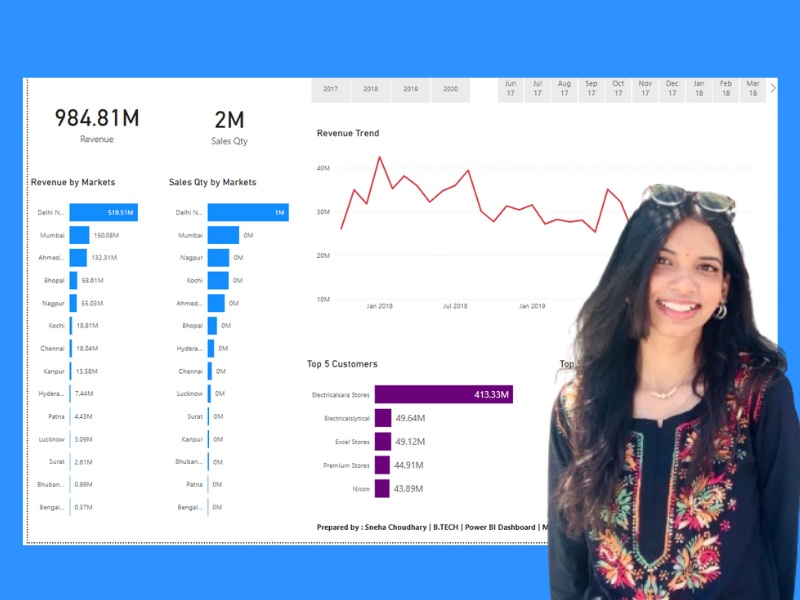 2017 2018 2019 2020
Jun 17 Jul 17 Aug 17 Sep 17 Oct 17 Nov 17 Dec 17 Jan 18 Feb 18 Mar 18
984.81M
Revenue
2M
Sales Qty
Revenue Trend
40M
30M
20M
10M
Jan 2018 Jul 2018 Jan 2019
Revenue by Markets
Delhi N... 519.51M
Mumbai 150.08M
Ahmed... 132.31M
Bhopal 58.61M
Nagpur 55.03M
Kochi 18.81M
Chennai 18.04M
Kanpur 13.58M
Hydera... 7.44M
Patna 4.43M
Lucknow 3.09M
Surat 2.61M
Bhuban... 0.89M
Bengal... 0.37M
Sales Qty by Markets
Delhi N... 1M
Mumbai 0M
Nagpur 0M
Kochi 0M
Ahmed... 0M
Bhopal 0M
Hydera... 0M
Chennai 0M
Lucknow 0M
Surat 0M
Kanpur 0M
Bhuban... 0M
Patna 0M
Bengal... 0M
Top 5 Customers
Electricalsara Stores 413.33M
Electricalslytical 49.64M
Excel Stores 49.12M
Premium Stores 44.91M
Nixon 43.89M
Top
Prepared by : Sneha Choudhary | B.TECH | Power BI Dashboard | M